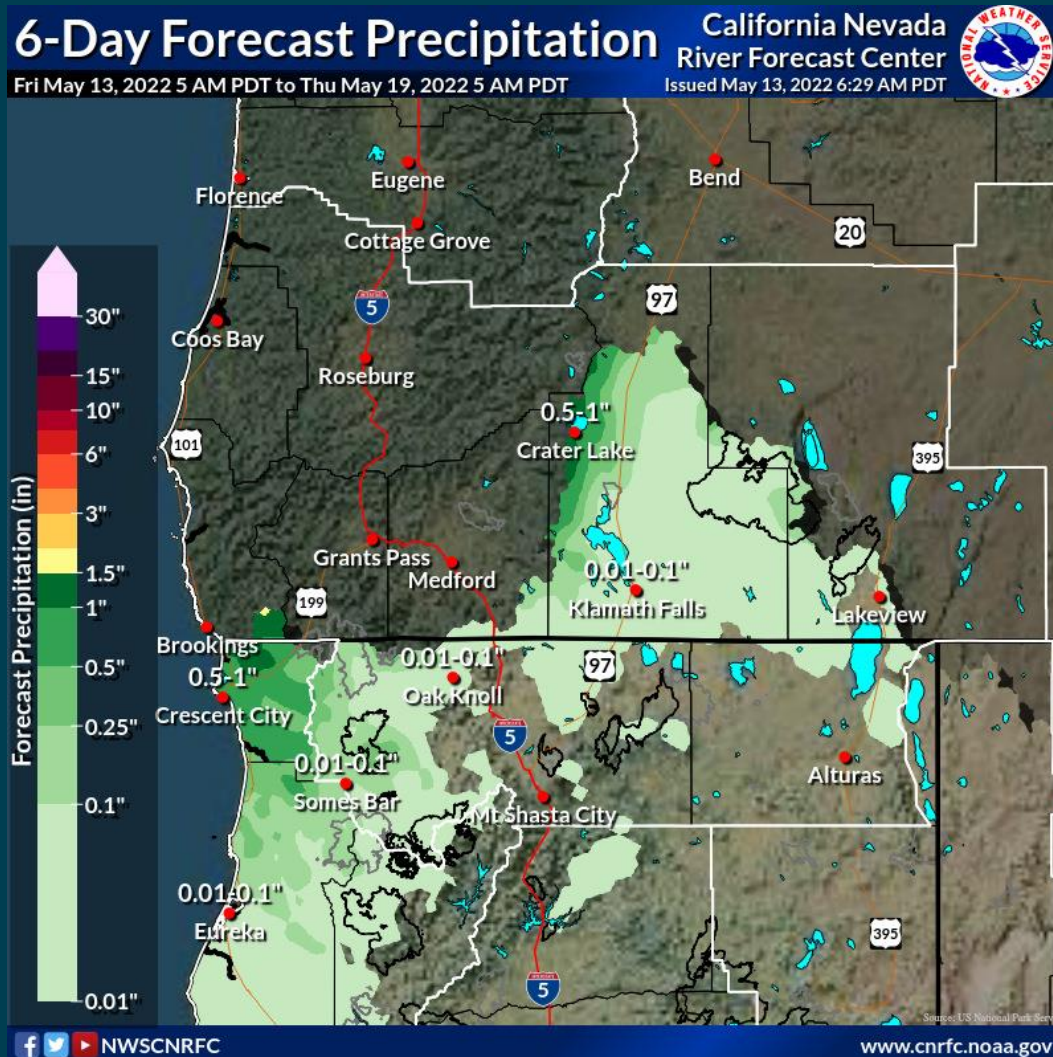 6-Day Forecast Precipitation
California Nevada
River Forecast Center
Fri May 13, 2022 5 AM PDT to Thu May 19, 2022 5 AM PDT
Issued May 13, 2022 6:29 AM PDT
NATIONAL WEATHER SERVICE
Florence
Eugene
Bend
Cottage Grove
20
5
97
Coos Bay
Roseburg
0.5-1"
Crater Lake
101
395
Grants Pass
Medford
0.01-0.1"
Klamath Falls
Lakeview
199
Brookings
0.5-1"
Crescent City
0.01-0.1"
Oak Knoll
97
5
0.01-0.1"
Somes Bar
Mt Shasta City
Alturas
0.01-0.1"
Eureka
395
5
Forecast Precipitation (in)
30"
15"
10"
6"
3"
1.5"
1"
0.5"
0.25"
0.1"
0.01"
Source: US National Park Serv
NWSCNRFC
www.cnrfc.noaa.gov